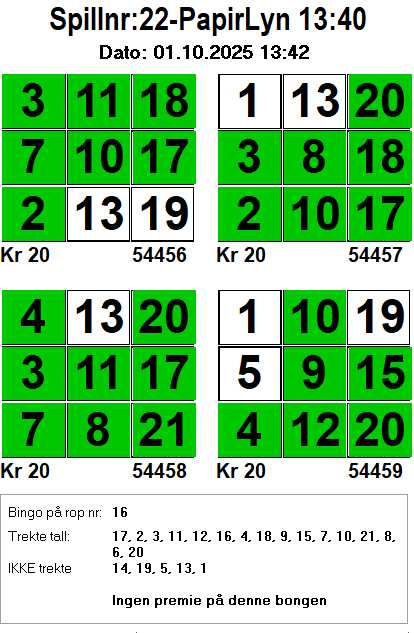 Spillnr:22-PapirLyn 13:40
Dato: 01.10.2025 13:42
3 11 18
7 10 17
2 13 19
Kr 20 54456
1 13 20
3 8 18
2 10 17
Kr 20 54457
4 13 20
3 11 17
7 8 21
Kr 20 54458
1 10 19
5 9 15
4 12 20
Kr 20 54459
Bingo på rop nr: 16
Trekte tall: 17, 2, 3, 11, 12, 16, 4, 18, 9, 15, 7, 10, 21, 8,
6, 20
IKKE trekte 14, 19, 5, 13, 1
Ingen premie på denne bongen